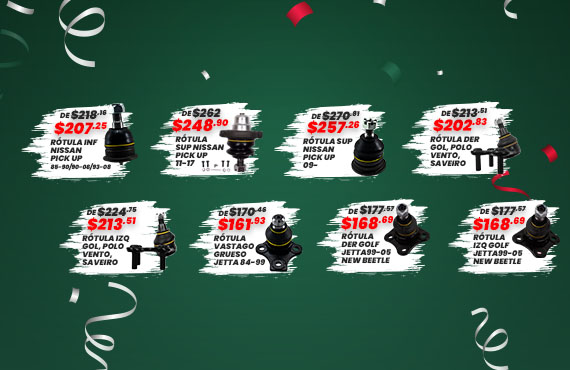 DE $218.16
$207.25
RÓTULA INF
NISSAN
PICK UP
85-90/90-06/93-08
DE $262
$248.90
RÓTULA
SUP NISSAN
PICK UP
11-17
DE $270.81
$257.26
RÓTULA SUP
NISSAN
PICK UP
09-
DE $213.51
$202.83
RÓTULA DER
GOL, POLO
VENTO,
SAVEIRO
DE $224.75
$213.51
RÓTULA IZQ
GOL, POLO
VENTO,
SAVEIRO
DE $170.46
$161.93
RÓTULA
VASTAGO
GRUESO
JETTA 84-99
DE $177.57
$168.69
RÓTULA
DER GOLF
JETTA99-05
NEW BEETLE
DE $177.57
$168.69
RÓTULA
IZQ GOLF
JETTA99-05
NEW BEETLE